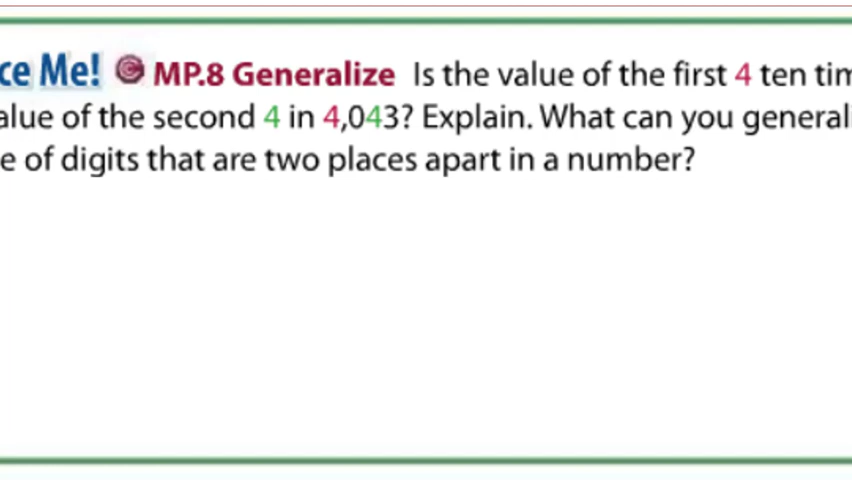 ce Me! MP.8 Generalize Is the value of the first 4 ten tim
alue of the second 4 in 4,043? Explain. What can you generali
e of digits that are two places apart in a number?